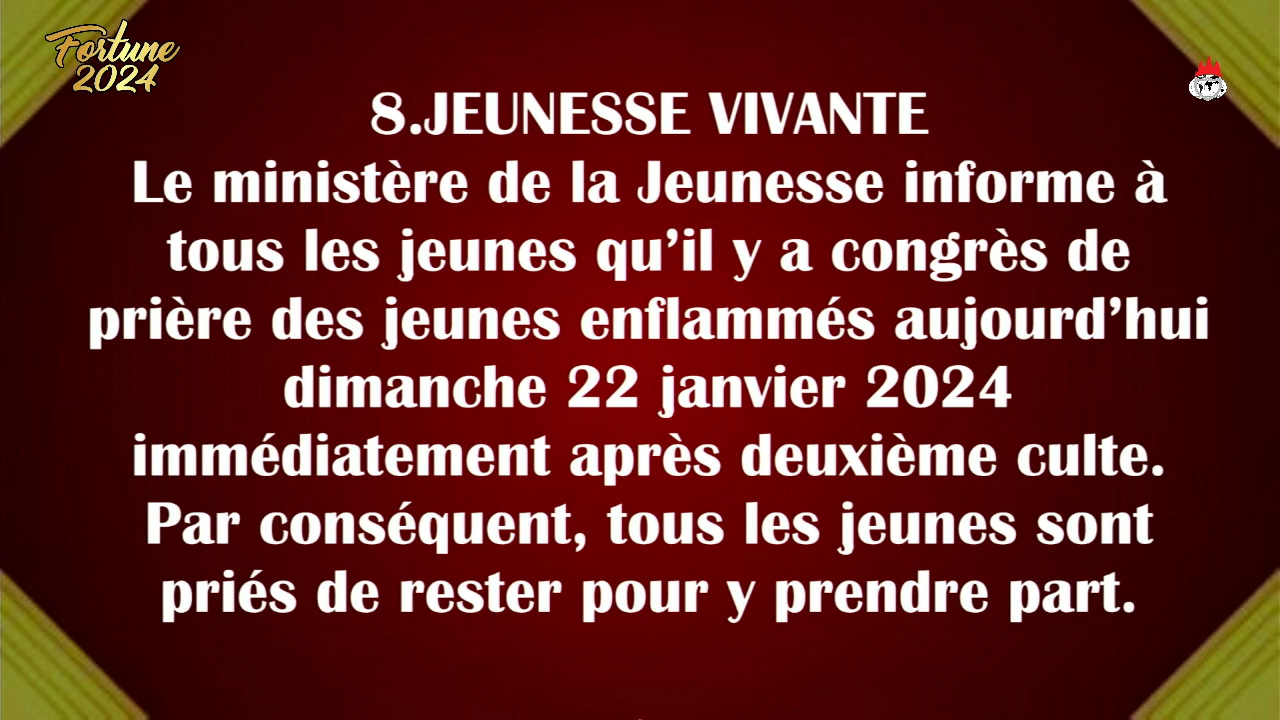 Fortune
2024
8.JEUNESSE VIVANTE
Le ministère de la Jeunesse informe à
tous les jeunes qu’il y a congrès de
prière des jeunes enflammés aujourd’hui
dimanche 22 janvier 2024
immédiatement après deuxième culte.
Par conséquent, tous les jeunes sont
priés de rester pour y prendre part.